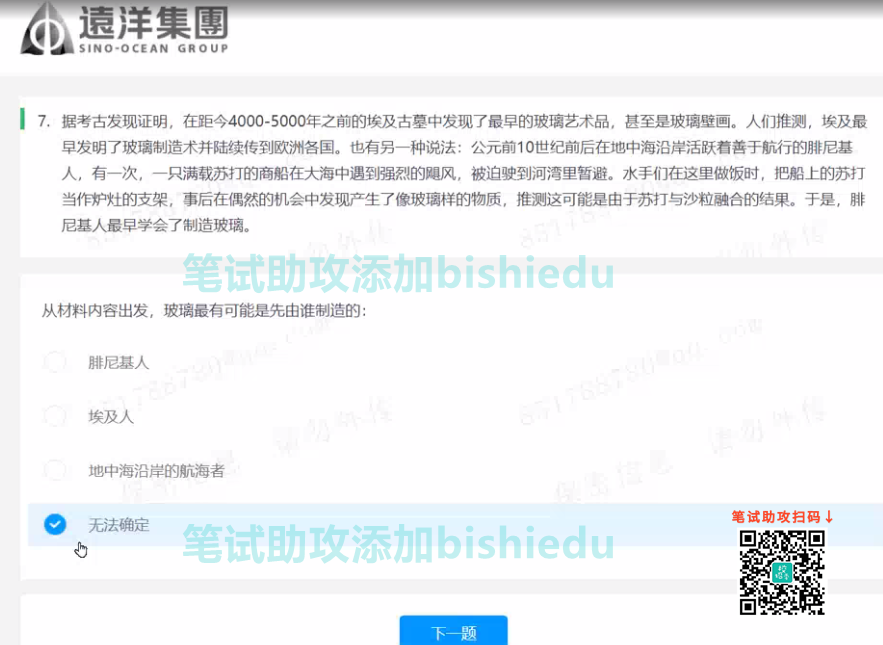 遠洋集團
SINO-OCEAN GROUP
7. 据考古发现证明，在距今4000-5000年之前的埃及古墓中发现了最早的玻璃艺术品，甚至是玻璃壁画。人们推测，埃及最
早发明了玻璃制造术并陆续传到欧洲各国。也有另一种说法：公元前10世纪前后在地中海沿岸活跃着善于航行的腓尼基
人，有一次，一只满载苏打的商船在大海中遇到强烈的飓风，被迫驶到河湾里暂避。水手们在这里做饭时，把船上的苏打
当作炉灶的支架，事后在偶然的机会中发现产生了像玻璃样的物质，推测这可能是由于苏打与沙粒融合的结果。于是，腓
尼基人最早学会了制造玻璃。
笔试助攻添加bishiedu
从材料内容出发，玻璃最有可能是先由谁制造的：
腓尼基人
埃及人
地中海沿岸的航海者
无法确定
笔试助攻添加bishiedu
笔试助攻扫码↓
下一题